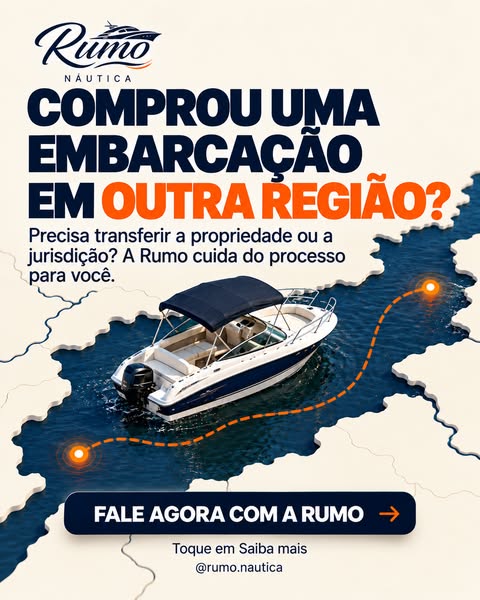 Rumo
NÁUTICA
COMPROU UMA
EMBARCAÇÃO
EM OUTRA REGIÃO?
Precisa transferir a propriedade ou a
jurisdição? A Rumo cuida do processo
para você.
FALE AGORA COM A RUMO →
Toque em Saiba mais
@rumo.nautica